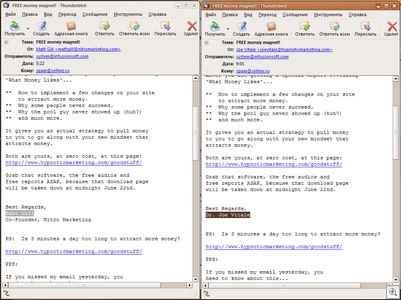 FREE money magnet! - Thunderbird
Файл Правка Вид Переход Сообщение Инструменты Справка
Получить Создать Адресная книга Ответить Ответить всем Переслать Удалить
Тема: FREE money magnet!
От: Matt Gill
Отправитель: system@infusionsoft.com
Дата: 5:22
Кому: spam@seline.ru
'What Money Likes'...
** How to implement a few changes on your site
to attract more money.
** Why some people never succeed.
** Why the pool guy never showed up (huh?)
** and much more.
It gives you an actual strategy to pull money
to you to go along with your new mindset that
attracts money.
Both are yours, at zero cost, at this page:
http://www.hypnoticmarketing.com/goodstuff/
Grab that software, the free audios and
free reports ASAP, because that download page
will be taken down at midnight June 22nd.
Best Regards,
Matt Gill
Co-Founder, Nitro Marketing
PS: Is 3 minutes a day too long to attract more money?
http://www.hypnoticmarketing.com/goodstuff/
PPS:
If you missed my email yesterday, you
FREE money magnet! - Thunderbird
Файл Правка Вид Переход Сообщение Инструменты Справка
Получить Создать Адресная книга Ответить Ответить всем Переслать Удалить
Тема: FREE money magnet!
От: Joe Vitale
Отправитель: system@infusionsoft.com
Дата: 9:01
Кому: spam@seline.ru
'What Money Likes'...
** How to implement a few changes on your site
to attract more money.
** Why some people never succeed.
** Why the pool guy never showed up (huh?)
** and much more.
It gives you an actual strategy to pull money
to you to go along with your new mindset that
attracts money.
Both are yours, at zero cost, at this page:
http://www.hypnoticmarketing.com/goodstuff/
Grab that software, the free audios and
free reports ASAP, because that download page
will be taken down at midnight June 22nd.
Best Regards,
Dr. Joe Vitale
PS: Is 3 minutes a day too long to attract more money?
http://www.hypnoticmarketing.com/goodstuff/
PPS:
If you missed my email yesterday, you
need to know about this...